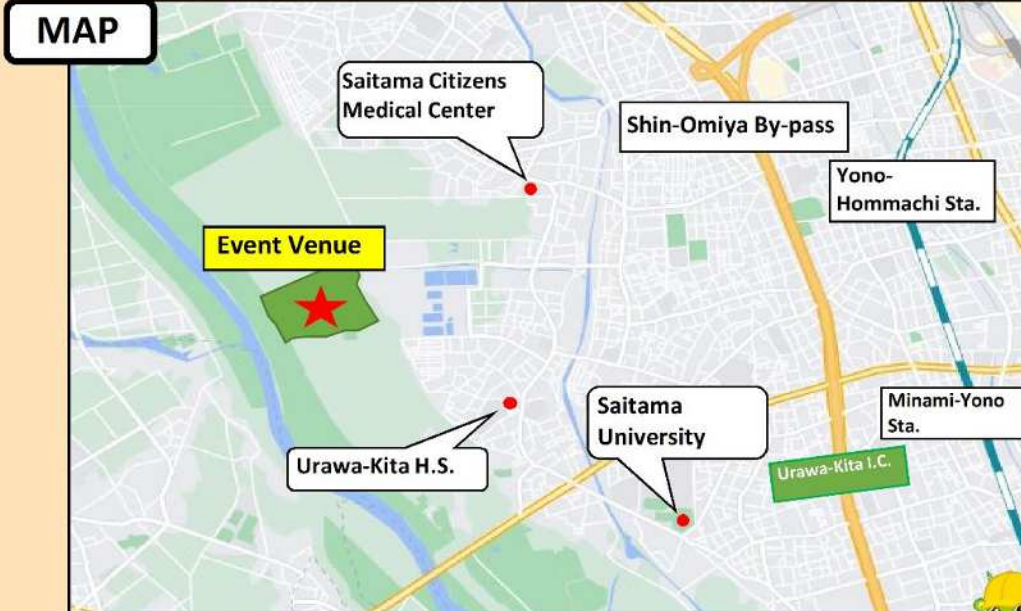 MAP
Saitama Citizens
Medical Center
Shin-Omiya By-pass
Yono-
Hommachi Sta.
Event Venue
Saitama
University
Minami-Yono
Sta.
Urawa-Kita H.S.
Urawa-Kita I.C.